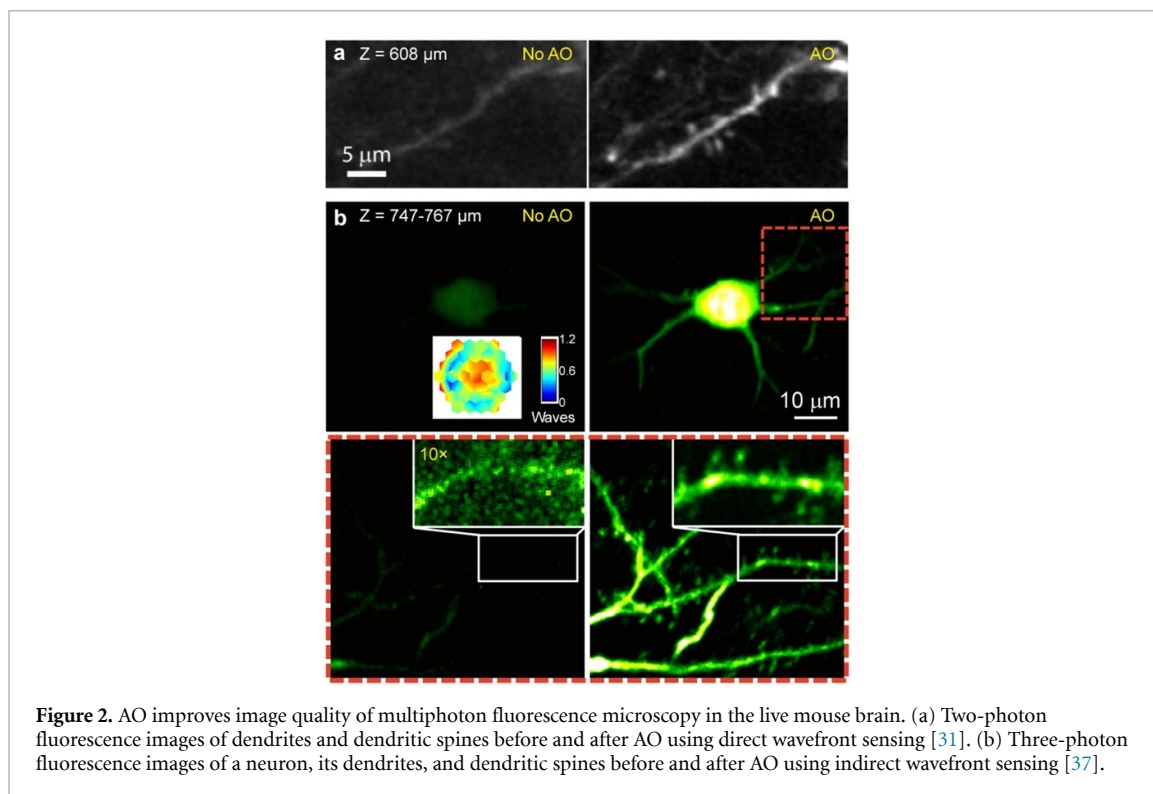 a Z = 608 μm No AO AO
5 μm
b Z = 747-767 μm No AO AO
1.2
0.6
0
Waves
10 μm
10×
Figure 2. AO improves image quality of multiphoton fluorescence microscopy in the live mouse brain. (a) Two-photon
fluorescence images of dendrites and dendritic spines before and after AO using direct wavefront sensing [31]. (b) Three-photon
fluorescence images of a neuron, its dendrites, and dendritic spines before and after AO using indirect wavefront sensing [37].